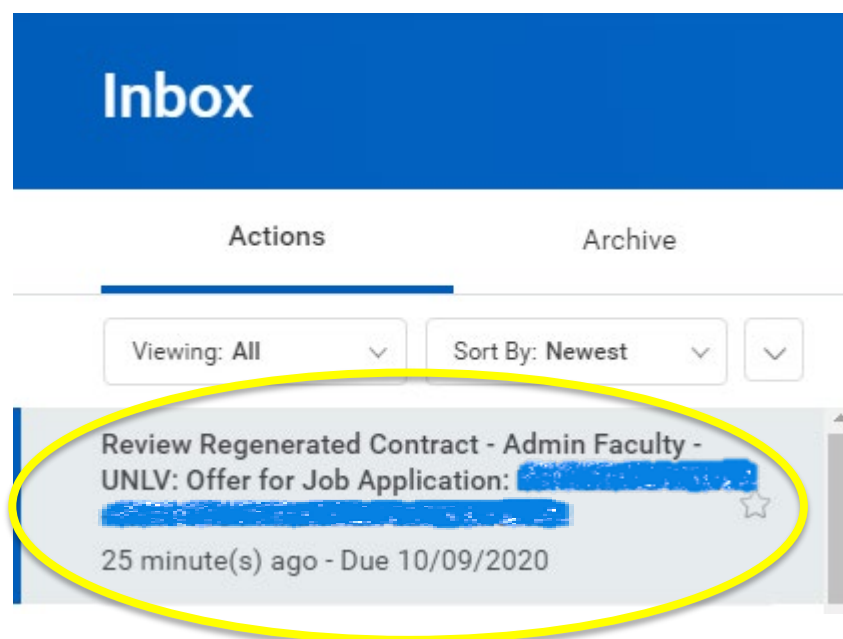 Inbox
Actions Archive
Viewing: All Sort By: Newest
Review Regenerated Contract - Admin Faculty -
UNLV: Offer for Job Application:
25 minute(s) ago - Due 10/09/2020